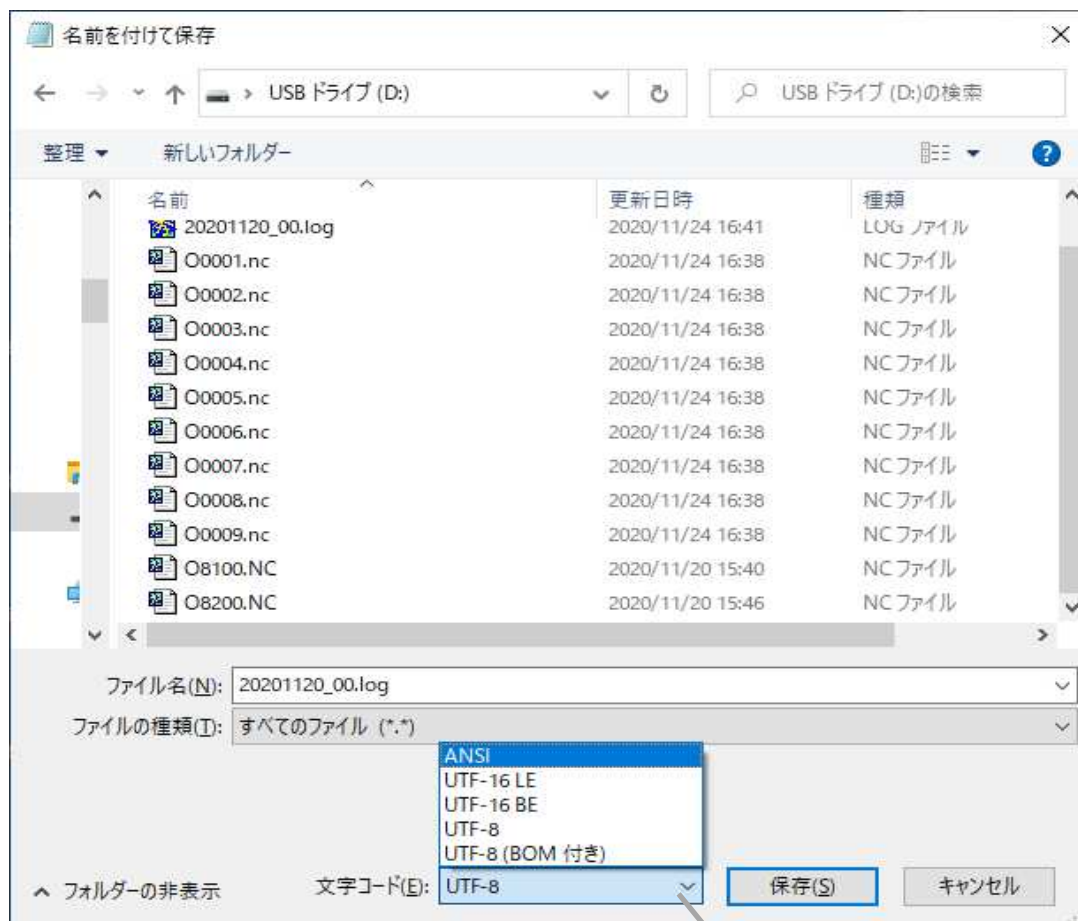 名前を付けて保存
USB ドライブ (D:)
USB ドライブ (D:)の検索
整理
新しいフォルダー
名前 更新日時 種類
20201120_00.log 2020/11/24 16:41 LOG ファイル
O0001.nc 2020/11/24 16:38 NC ファイル
O0002.nc 2020/11/24 16:38 NC ファイル
O0003.nc 2020/11/24 16:38 NC ファイル
O0004.nc 2020/11/24 16:38 NC ファイル
O0005.nc 2020/11/24 16:38 NC ファイル
O0006.nc 2020/11/24 16:38 NC ファイル
O0007.nc 2020/11/24 16:38 NC ファイル
O0008.nc 2020/11/24 16:38 NC ファイル
O0009.nc 2020/11/24 16:38 NC ファイル
O8100.NC 2020/11/20 15:40 NC ファイル
O8200.NC 2020/11/20 15:46 NC ファイル
ファイル名(N): 20201120_00.log
ファイルの種類(T): すべてのファイル (*.*)
ANSI
UTF-16 LE
UTF-16 BE
UTF-8
UTF-8 (BOM 付き)
フォルダーの非表示 文字コード(E): UTF-8 保存(S) キャンセル